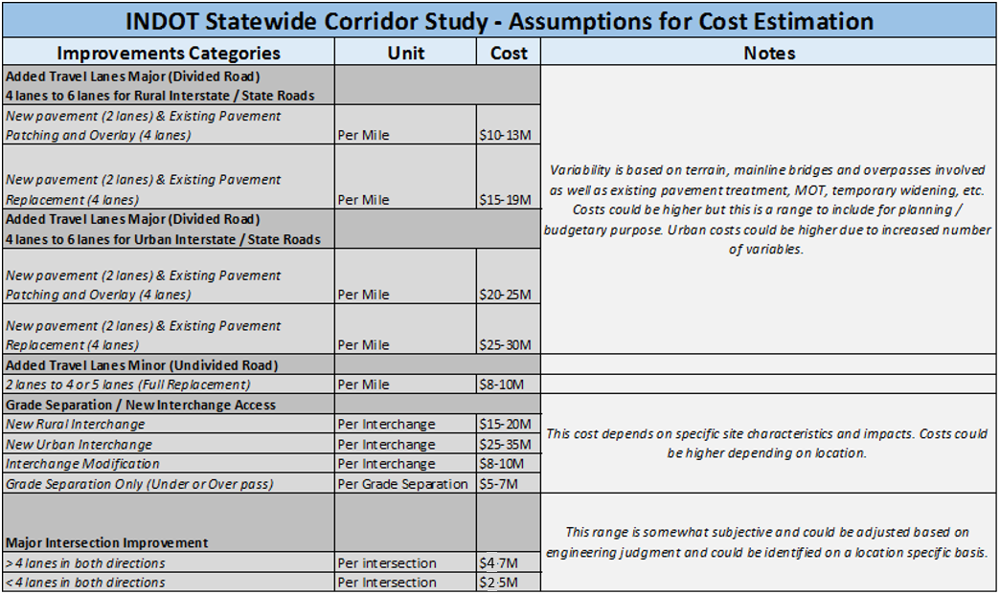 INDOT Statewide Corridor Study - Assumptions for Cost Estimation
Improvements Categories Unit Cost Notes
Added Travel Lanes Major (Divided Road)
4 lanes to 6 lanes for Rural Interstate / State Roads
New pavement (2 lanes) & Existing Pavement
Patching and Overlay (4 lanes) Per Mile $10-13M
New pavement (2 lanes) & Existing Pavement
Replacement (4 lanes) Per Mile $15-19M
Added Travel Lanes Major (Divided Road)
4 lanes to 6 lanes for Urban Interstate / State Roads
New pavement (2 lanes) & Existing Pavement
Patching and Overlay (4 lanes) Per Mile $20-25M
New pavement (2 lanes) & Existing Pavement
Replacement (4 lanes) Per Mile $25-30M
Variability is based on terrain, mainline bridges and overpasses involved
as well as existing pavement treatment, MOT, temporary widening, etc.
Costs could be higher but this is a range to include for planning /
budgetary purpose. Urban costs could be higher due to increased number
of variables.
Added Travel Lanes Minor (Undivided Road)
2 lanes to 4 or 5 lanes (Full Replacement) Per Mile $8-10M
Grade Separation / New Interchange Access
New Rural Interchange Per Interchange $15-20M
New Urban Interchange Per Interchange $25-35M
Interchange Modification Per Interchange $8-10M
Grade Separation Only (Under or Over pass) Per Grade Separation $5-7M
This cost depends on specific site characteristics and impacts. Costs could
be higher depending on location.
Major Intersection Improvement
> 4 lanes in both directions Per intersection $4-7M
< 4 lanes in both directions Per Intersection $2-5M
This range is somewhat subjective and could be adjusted based on
engineering judgment and could be identified on a location specific basis.